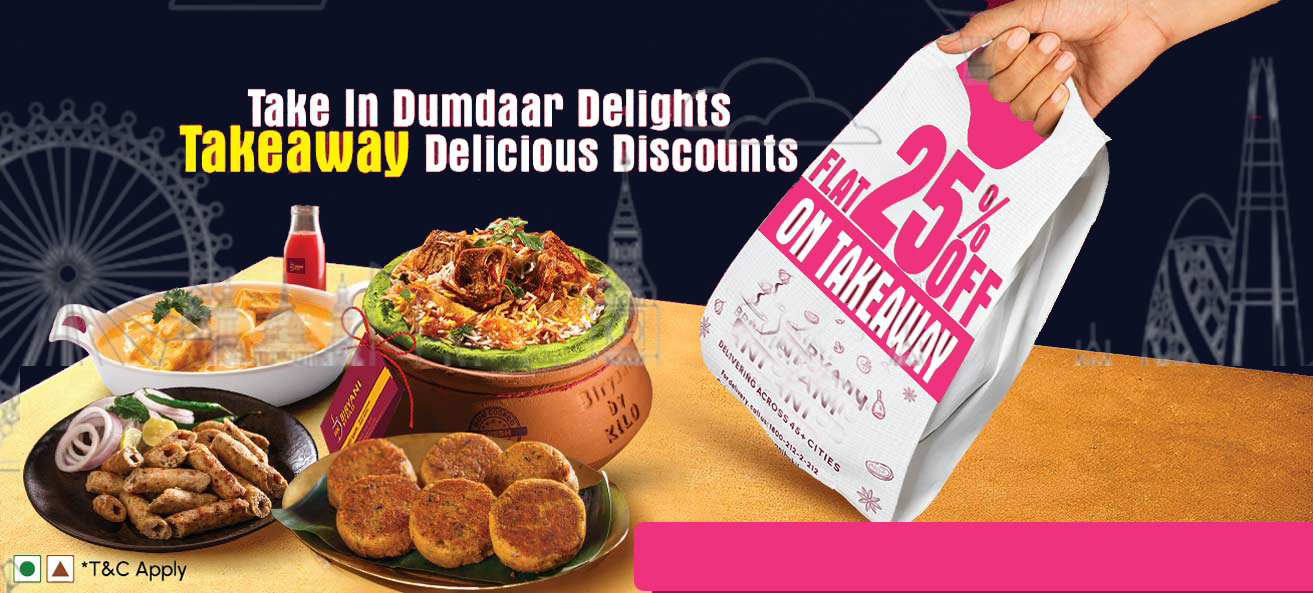 Take In Dumdaar Delights
Takeaway Delicious Discounts
FLAT 25% OFF
ON TAKEAWAY
DELIVERING ACROSS 45+ CITIES
For delivery, call us: 1800-212-2-212
BIRYANI
Biryani
BY
KILO
*T&C Apply